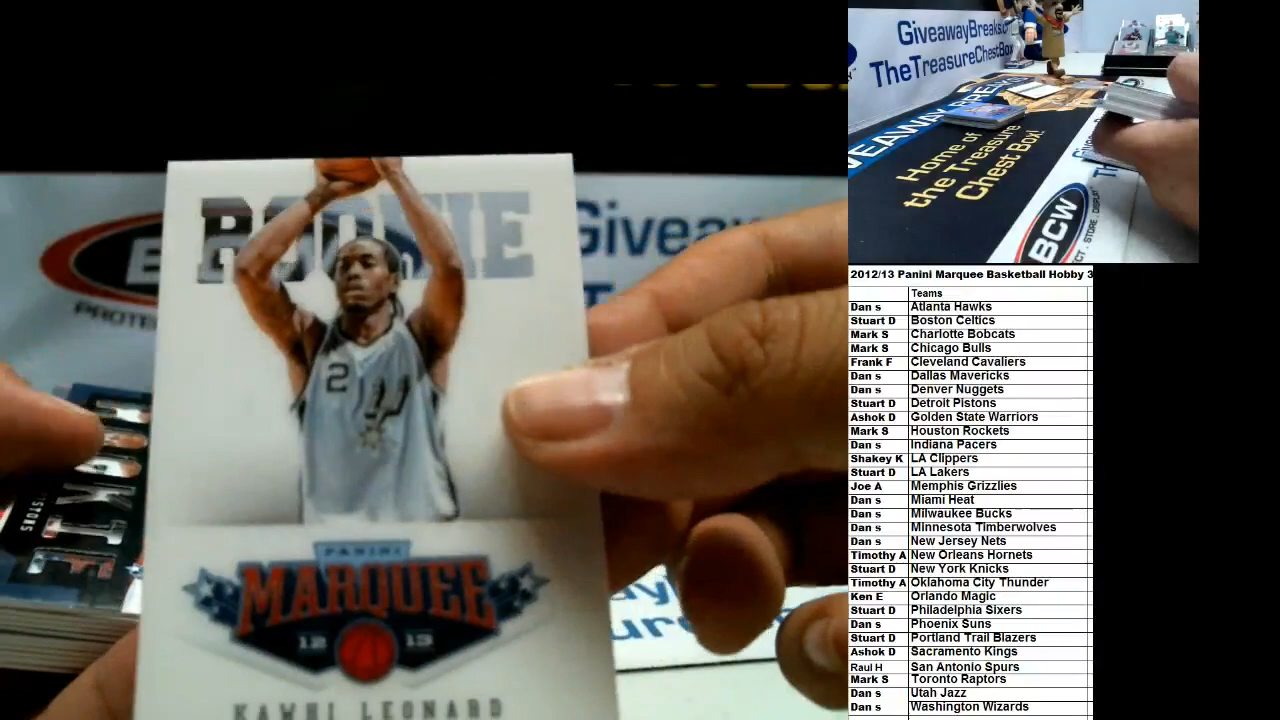 ROOKIE
2
PANINI
MARQUEE
12 13
KAWHI LEONARD
Giveaway
GiveawayBreaks.c
TheTreasureChestBox
VEAWAY BREAKS
Home of
the Treasure
Chest Box!
BCW
STORE · DISPLAY
2012/13 Panini Marquee Basketball Hobby 3
Teams
Dan s Atlanta Hawks
Stuart D Boston Celtics
Mark S Charlotte Bobcats
Mark S Chicago Bulls
Frank F Cleveland Cavaliers
Dan s Dallas Mavericks
Dan s Denver Nuggets
Stuart D Detroit Pistons
Ashok D Golden State Warriors
Mark S Houston Rockets
Dan s Indiana Pacers
Shakey K LA Clippers
Stuart D LA Lakers
Joe A Memphis Grizzlies
Dan s Miami Heat
Dan s Milwaukee Bucks
Dan s Minnesota Timberwolves
Dan s New Jersey Nets
Timothy A New Orleans Hornets
Stuart D New York Knicks
Timothy A Oklahoma City Thunder
Ken E Orlando Magic
Stuart D Philadelphia Sixers
Dan s Phoenix Suns
Stuart D Portland Trail Blazers
Ashok D Sacramento Kings
Raul H San Antonio Spurs
Mark S Toronto Raptors
Dan s Utah Jazz
Dan s Washington Wizards